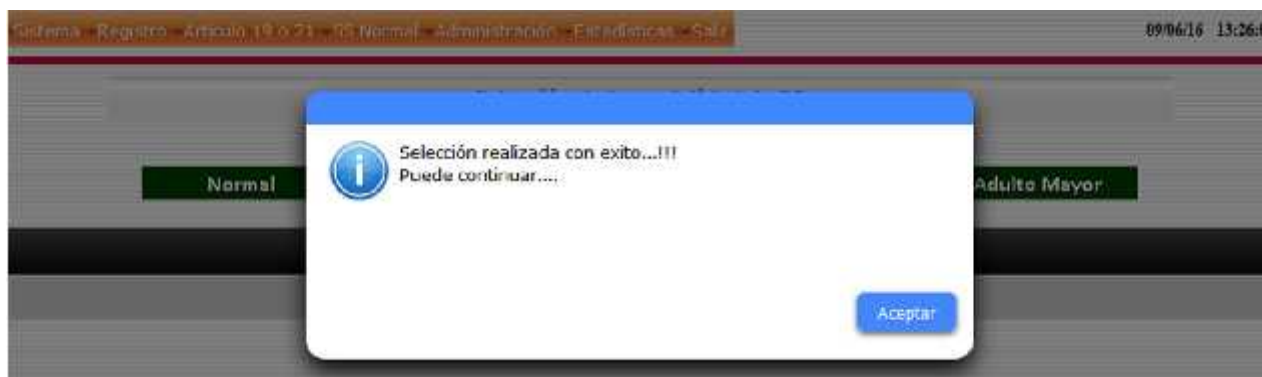 Sistema Registro Artículo 19 o 21 SS Normal Administración Estadísticas Salir
09/06/16 13:26:
Normal
Adulto Mayor
Selección realizada con exito...!!!
Puede continuar....
Aceptar